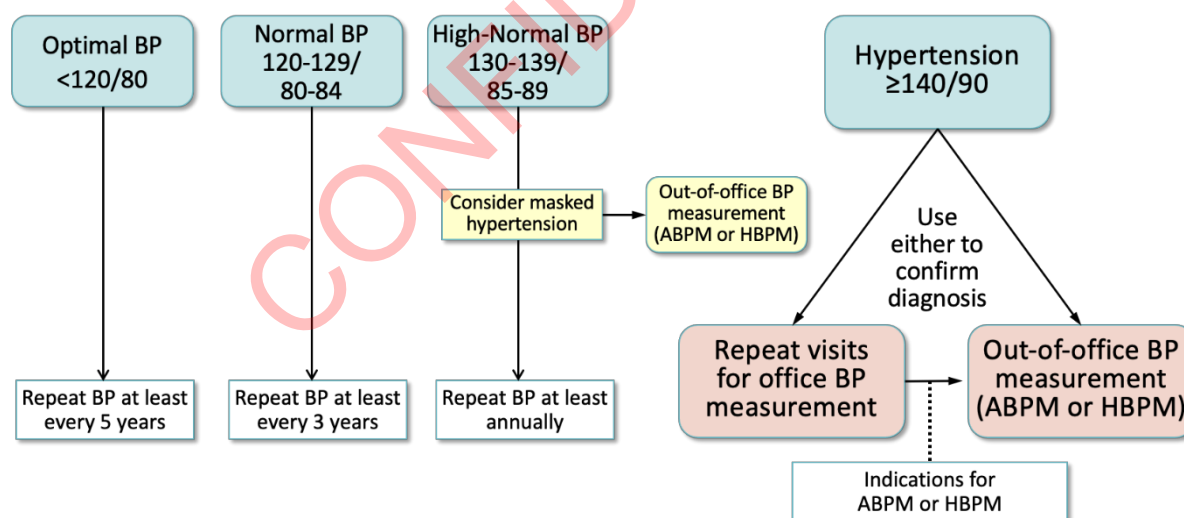 Optimal BP
<120/80
Normal BP
120-129/
80-84
High-Normal BP
130-139/
85-89
Hypertension
≥140/90
Consider masked
hypertension
Out-of-office BP
measurement
(ABPM or HBPM)
Use
either to
confirm
diagnosis
Repeat BP at least
every 5 years
Repeat BP at least
every 3 years
Repeat BP at least
annually
Repeat visits
for office BP
measurement
Out-of-office BP
measurement
(ABPM or HBPM)
Indications for
ABPM or HBPM
CONFID